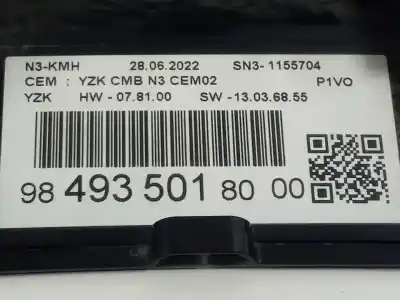 N3-KMH 28.06.2022 SN3- 1155704
CEM : YZK CMB N3 CEM02 P1VO
YZK HW -07.81.00 SW -13.03.68.55
98 493 501 80 00